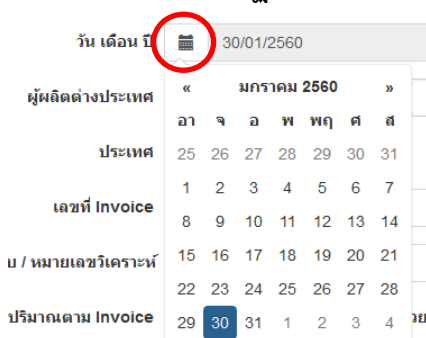 วัน เดือน ปี 30/01/2560
ผู้ผลิตต่างประเทศ
« มกราคม 2560 »
อา จ อ พ พฤ ศ ส
ประเทศ
25 26 27 28 29 30 31
1 2 3 4 5 6 7
เลขที่ Invoice
8 9 10 11 12 13 14
บ / หมายเลขวิเคราะห์
15 16 17 18 19 20 21
22 23 24 25 26 27 28
ปริมาณตาม Invoice
29 30 31 1 2 3 4